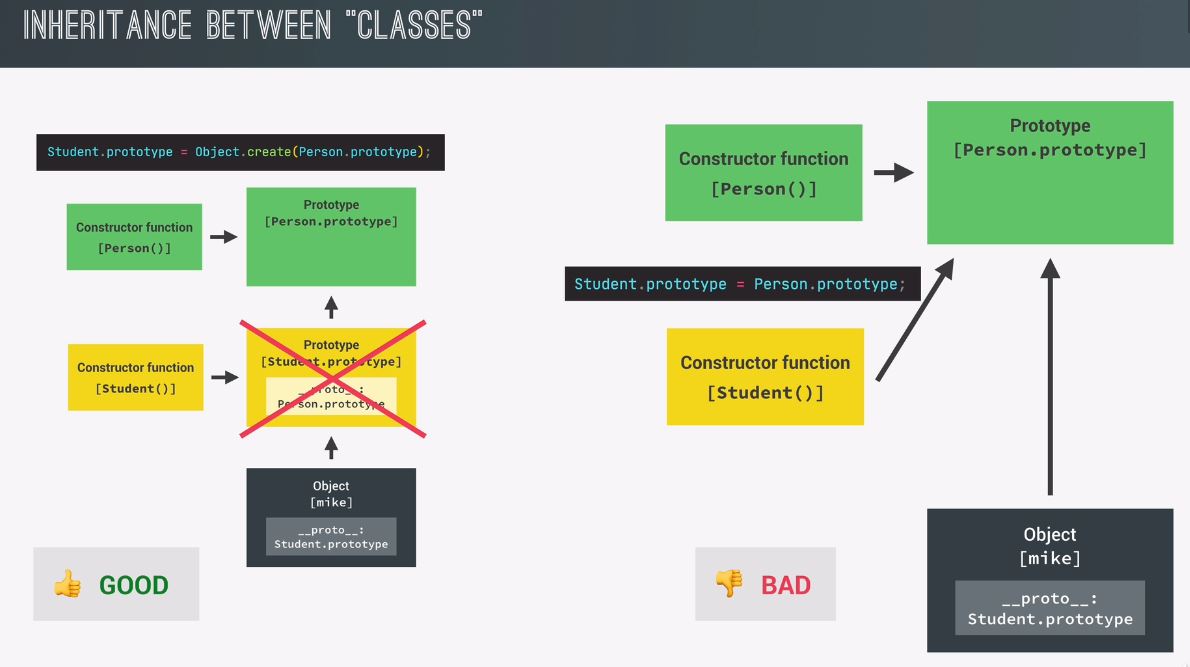 INHERITANCE BETWEEN "CLASSES"
Student.prototype = Object.create(Person.prototype);
Constructor function
[Person()]
Prototype
[Person.prototype]
Constructor function
[Student()]
Prototype
[Student.prototype]
__proto__:
Person.prototype
Object
[mike]
__proto__:
Student.prototype
👍 GOOD
Constructor function
[Person()]
Prototype
[Person.prototype]
Student.prototype = Person.prototype;
Constructor function
[Student()]
Object
[mike]
__proto__:
Student.prototype
👎 BAD